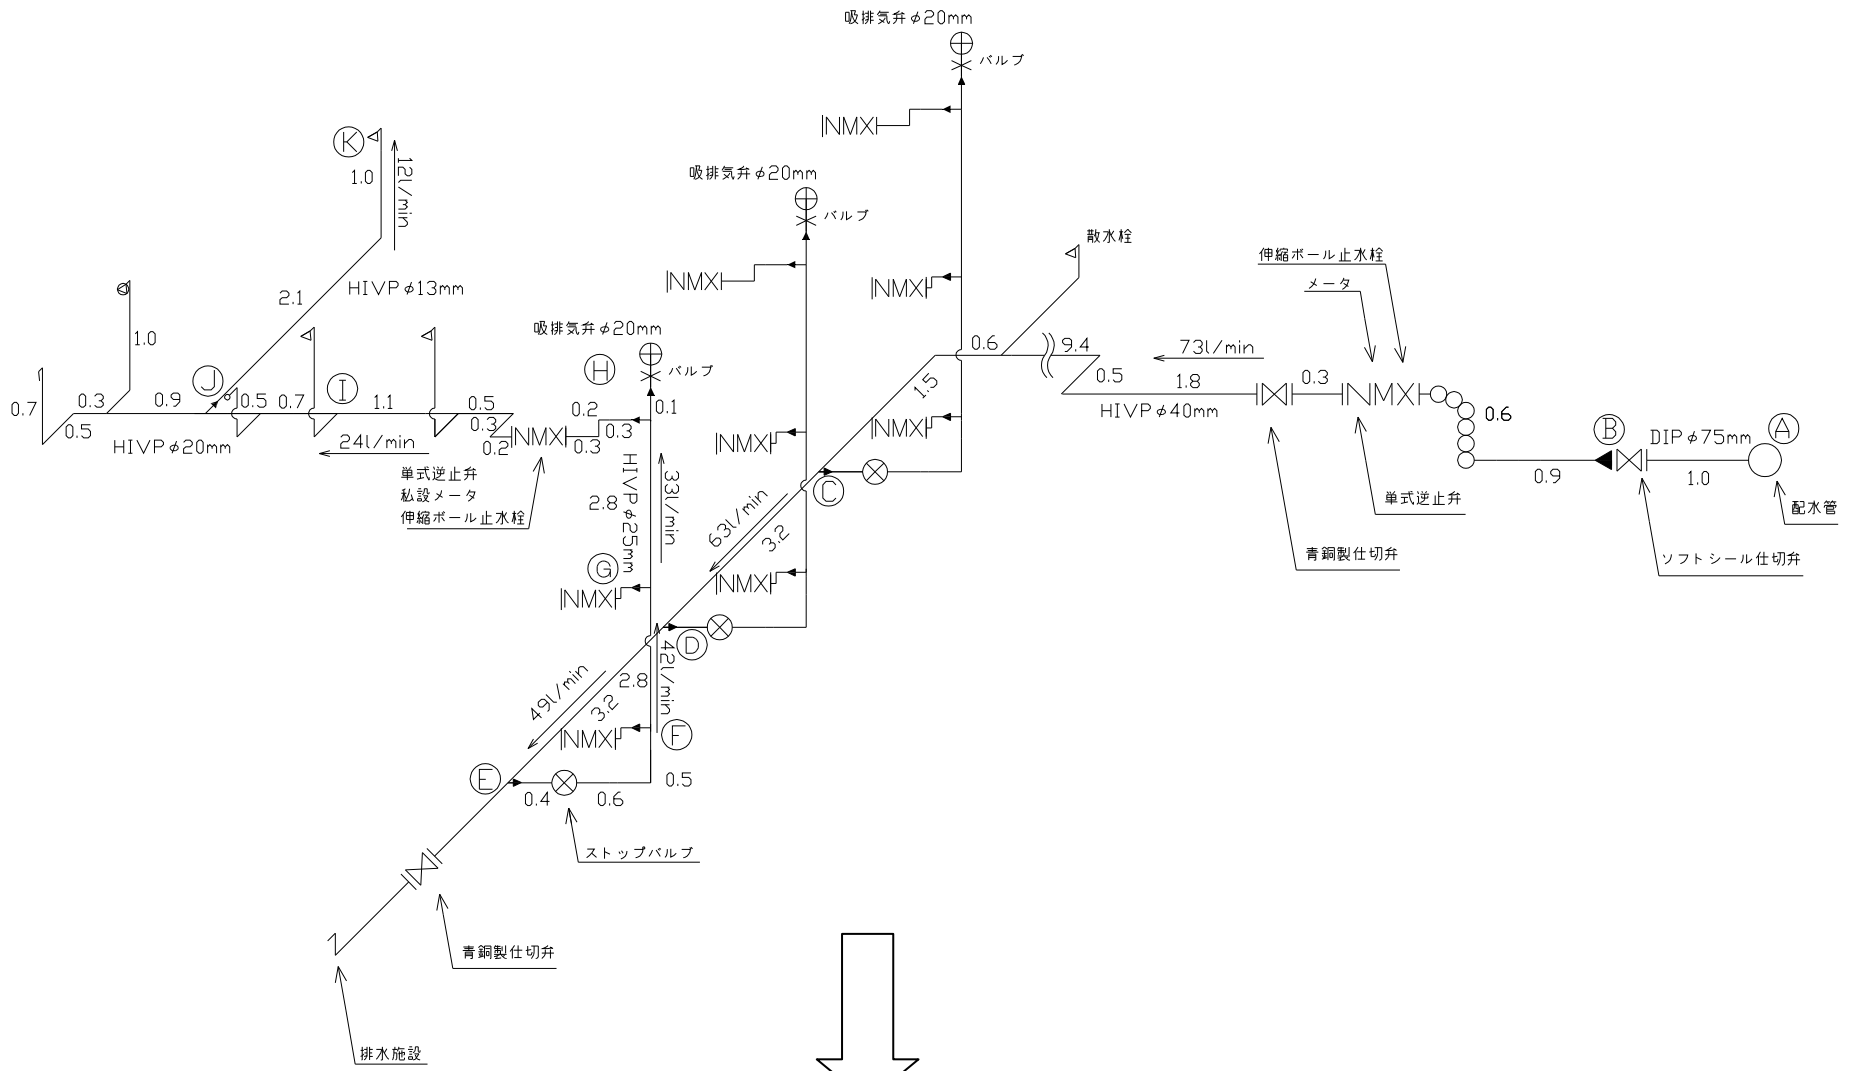 吸排気弁φ20mm
バルブ
NMX
K
1.0
12l/min
吸排気弁φ20mm
バルブ
NMX
散水栓
伸縮ボール止水栓
メータ
2.1
HIVPφ13mm
NMX
吸排気弁φ20mm
バルブ
1.0
0.6
9.4
73l/min
H
J
I
0.5
1.8
0.3
NMX
1.5
HIVPφ40mm
0.6
0.7
0.3
0.9
0.5
0.7
1.1
0.5
0.2
0.1
0.5
0.3
0.3
0.2
NMX
0.3
HIVPφ20mm
24l/min
NMX
NMX
B
DIPφ75mm
A
0.9
1.0
単式逆止弁
私設メータ
伸縮ボール止水栓
HIVPφ25mm
33l/min
2.8
C
単式逆止弁
配水管
63l/min
3.2
青銅製仕切弁
ソフトシール仕切弁
G
NMX
NMX
D
42l/min
2.8
49l/min
3.2
NMX
F
E
0.5
0.4
0.6
ストップバルブ
青銅製仕切弁
排水施設